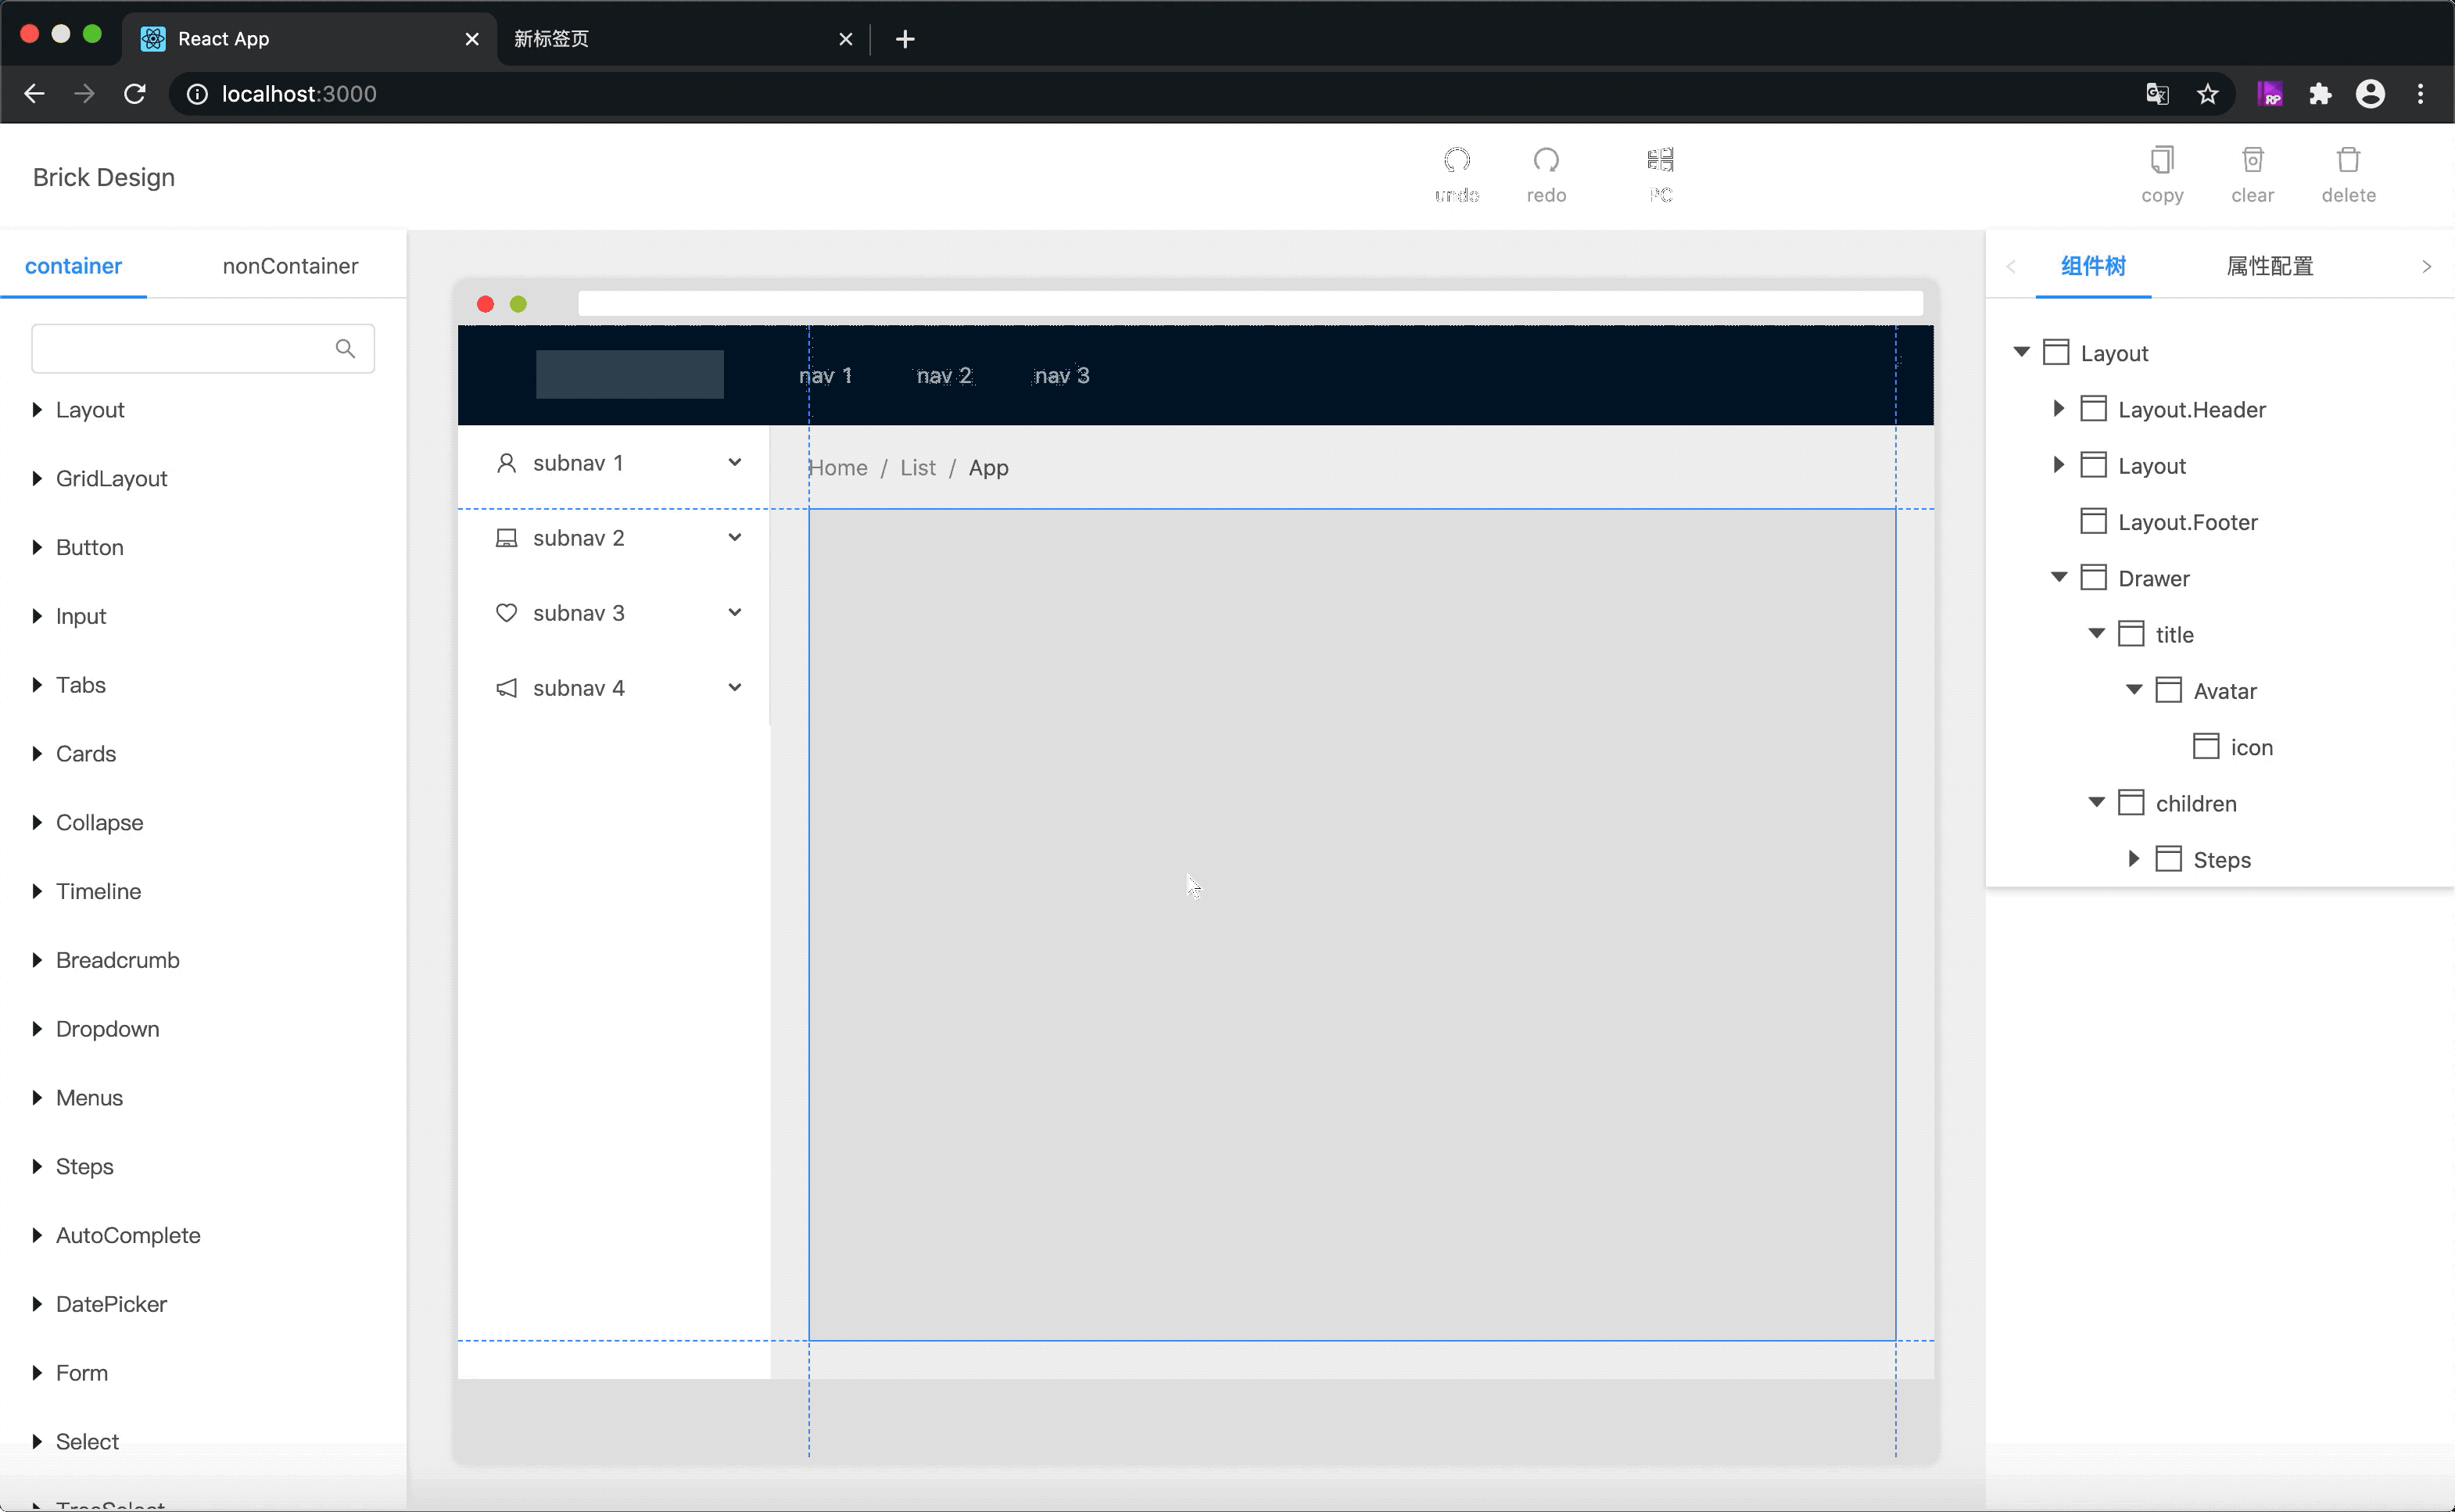 React App
新标签页
localhost:3000
RP
Brick Design
undo
redo
PC
copy
clear
delete
container
nonContainer
Layout
GridLayout
Button
Input
Tabs
Cards
Collapse
Timeline
Breadcrumb
Dropdown
Menus
Steps
AutoComplete
DatePicker
Form
Select
TreeSelect
nav 1
nav 2
nav 3
subnav 1
subnav 2
subnav 3
subnav 4
Home / List / App
组件树
属性配置
Layout
Layout.Header
Layout
Layout.Footer
Drawer
title
Avatar
icon
children
Steps